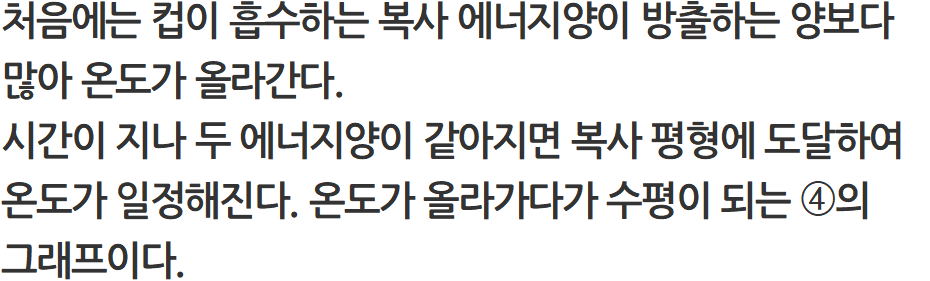 처음에는 컵이 흡수하는 복사 에너지양이 방출하는 양보다
많아 온도가 올라간다.
시간이 지나 두 에너지양이 같아지면 복사 평형에 도달하여
온도가 일정해진다. 온도가 올라가다가 수평이 되는 ④의
그래프이다.